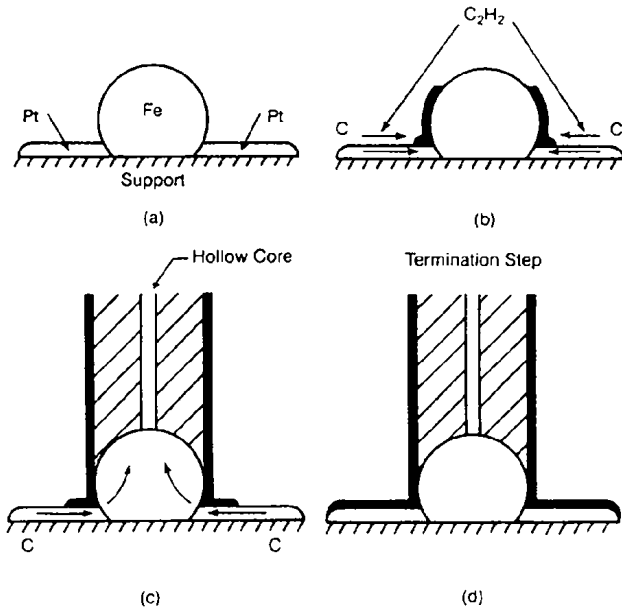 Pt
Fe
Pt
Support
(a)
C₂H₂
C
C
(b)
Hollow Core
C
C
(c)
Termination Step
(d)